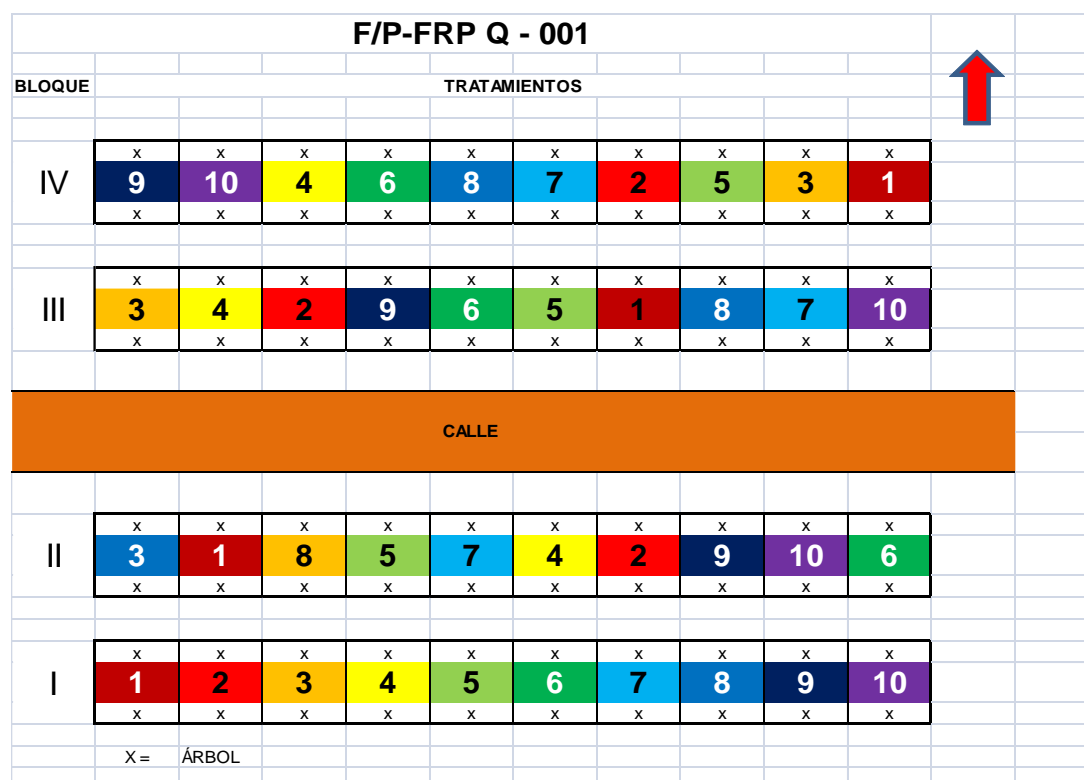 F/P-FRP Q - 001
BLOQUE TRATAMIENTOS
x x x x x x x x x x
IV 9 10 4 6 8 7 2 5 3 1
x x x x x x x x x x
x x x x x x x x x x
III 3 4 2 9 6 5 1 8 7 10
x x x x x x x x x x
CALLE
x x x x x x x x x x
II 3 1 8 5 7 4 2 9 10 6
x x x x x x x x x x
x x x x x x x x x x
I 1 2 3 4 5 6 7 8 9 10
x x x x x x x x x x
X = ÁRBOL